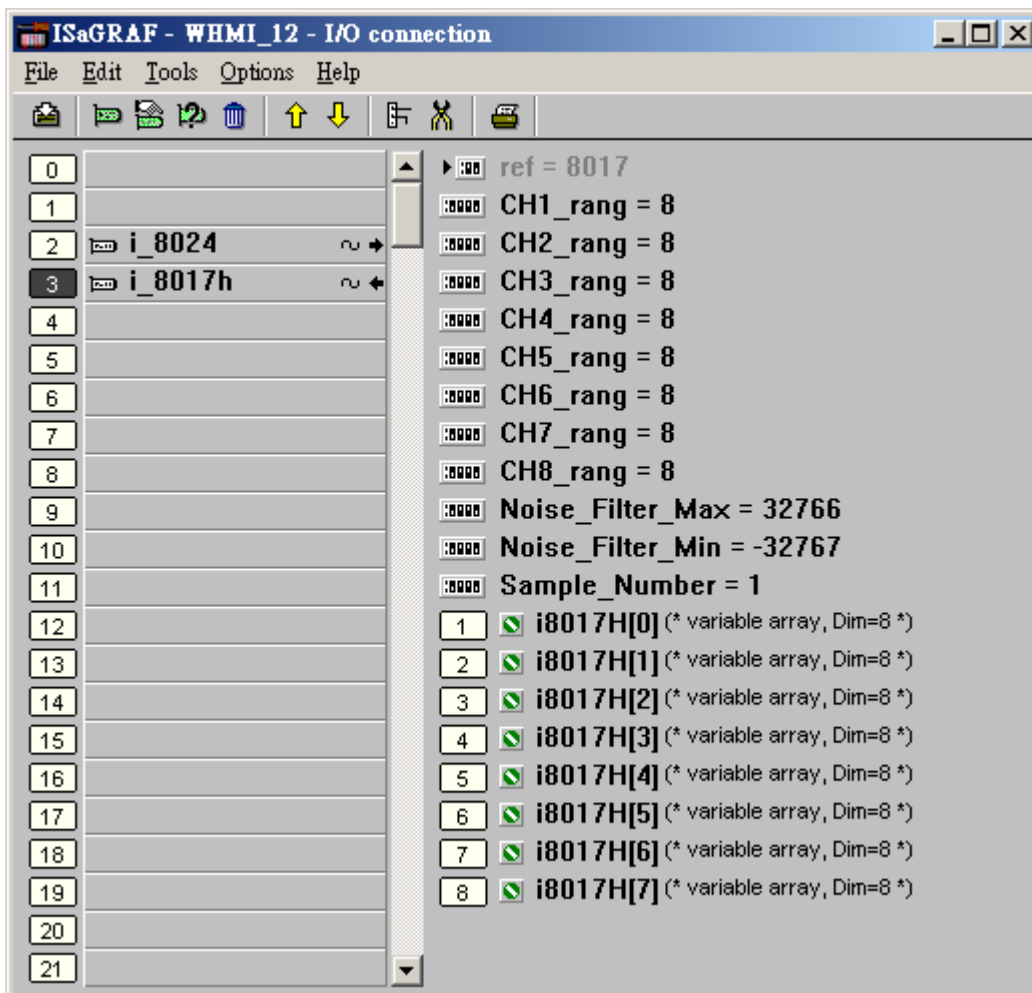 ISaGRAF - WHMI_12 - I/O connection
File Edit Tools Options Help
0
1
2 i_8024
3 i_8017h
4
5
6
7
8
9
10
11
12
13
14
15
16
17
18
19
20
21
ref = 8017
CH1_rang = 8
CH2_rang = 8
CH3_rang = 8
CH4_rang = 8
CH5_rang = 8
CH6_rang = 8
CH7_rang = 8
CH8_rang = 8
Noise_Filter_Max = 32766
Noise_Filter_Min = -32767
Sample_Number = 1
1 i8017H[0] (* variable array, Dim=8 *)
2 i8017H[1] (* variable array, Dim=8 *)
3 i8017H[2] (* variable array, Dim=8 *)
4 i8017H[3] (* variable array, Dim=8 *)
5 i8017H[4] (* variable array, Dim=8 *)
6 i8017H[5] (* variable array, Dim=8 *)
7 i8017H[6] (* variable array, Dim=8 *)
8 i8017H[7] (* variable array, Dim=8 *)